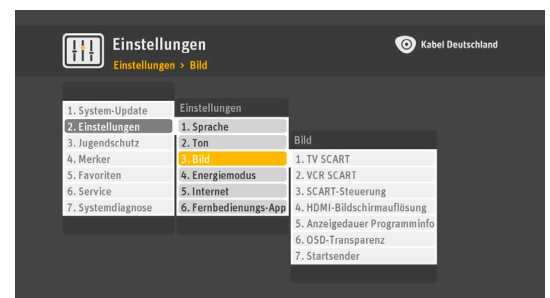 Einstellungen
Einstellungen > Bild
Kabel Deutschland
1. System-Update
2. Einstellungen
3. Jugendschutz
4. Merker
5. Favoriten
6. Service
7. Systemdiagnose
Einstellungen
1. Sprache
2. Ton
3. Bild
4. Energiemodus
5. Internet
6. Fernbedienungs-App
Bild
1. TV SCART
2. VCR SCART
3. SCART-Steuerung
4. HDMI-Bildschirmauflösung
5. Anzeigedauer Programminfo
6. OSD-Transparenz
7. Startsender